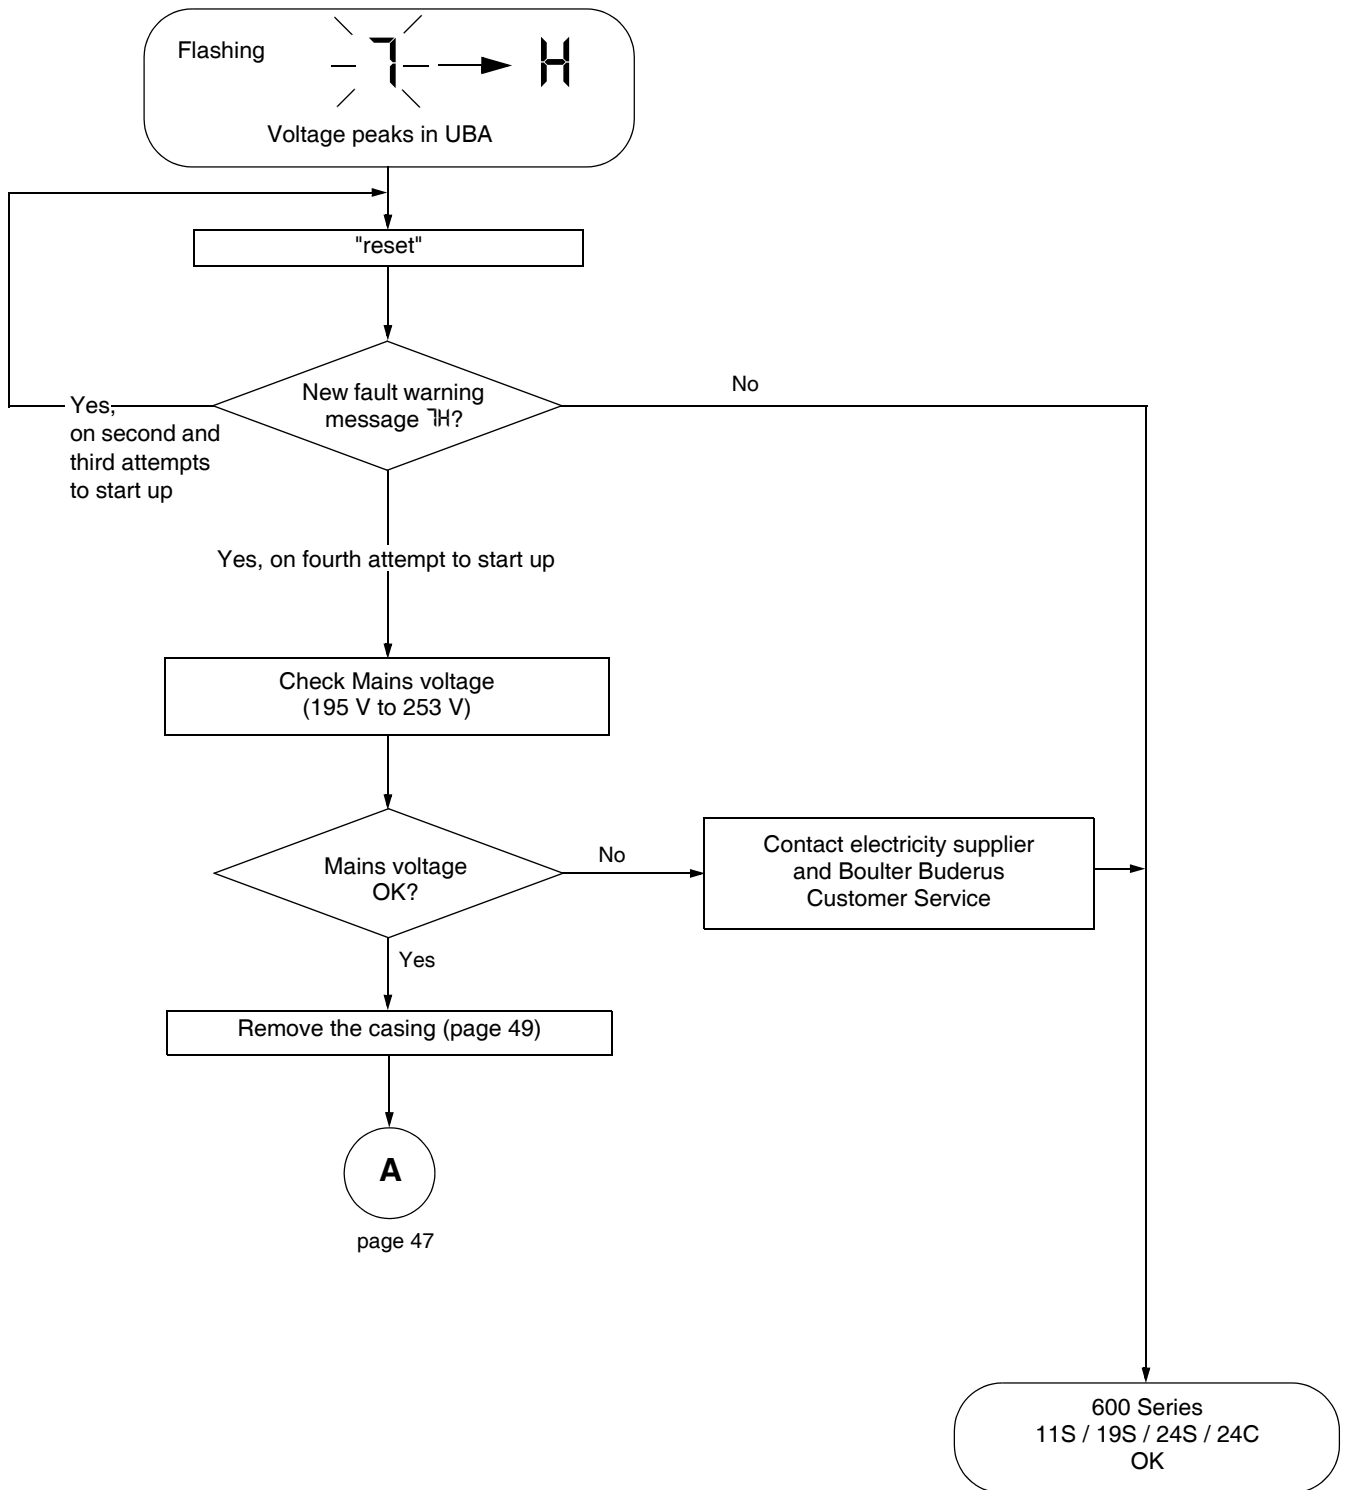 Flashing
7 H
Voltage peaks in UBA
"reset"
New fault warning
message 7H?
No
Yes,
on second and
third attempts
to start up
Yes, on fourth attempt to start up
Check Mains voltage
(195 V to 253 V)
Mains voltage
OK?
No
Contact electricity supplier
and Boulter Buderus
Customer Service
Yes
Remove the casing (page 49)
A
page 47
600 Series
11S / 19S / 24S / 24C
OK